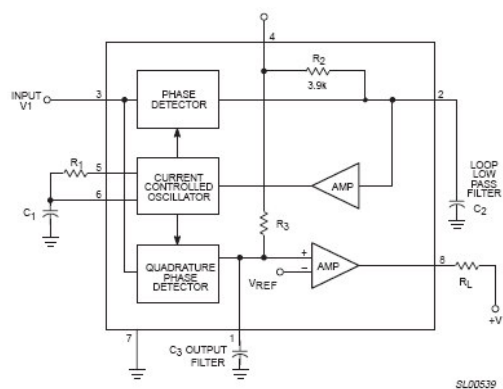 4
R2
3.9k
INPUT
V1
3
PHASE
DETECTOR
2
R1
5
6
CURRENT
CONTROLLED
OSCILLATOR
AMP
LOOP
LOW
PASS
FILTER
C2
C1
R3
QUADRATURE
PHASE
DETECTOR
+
VREF
–
AMP
8
RL
+V
7
1
C3 OUTPUT
FILTER
SL00539